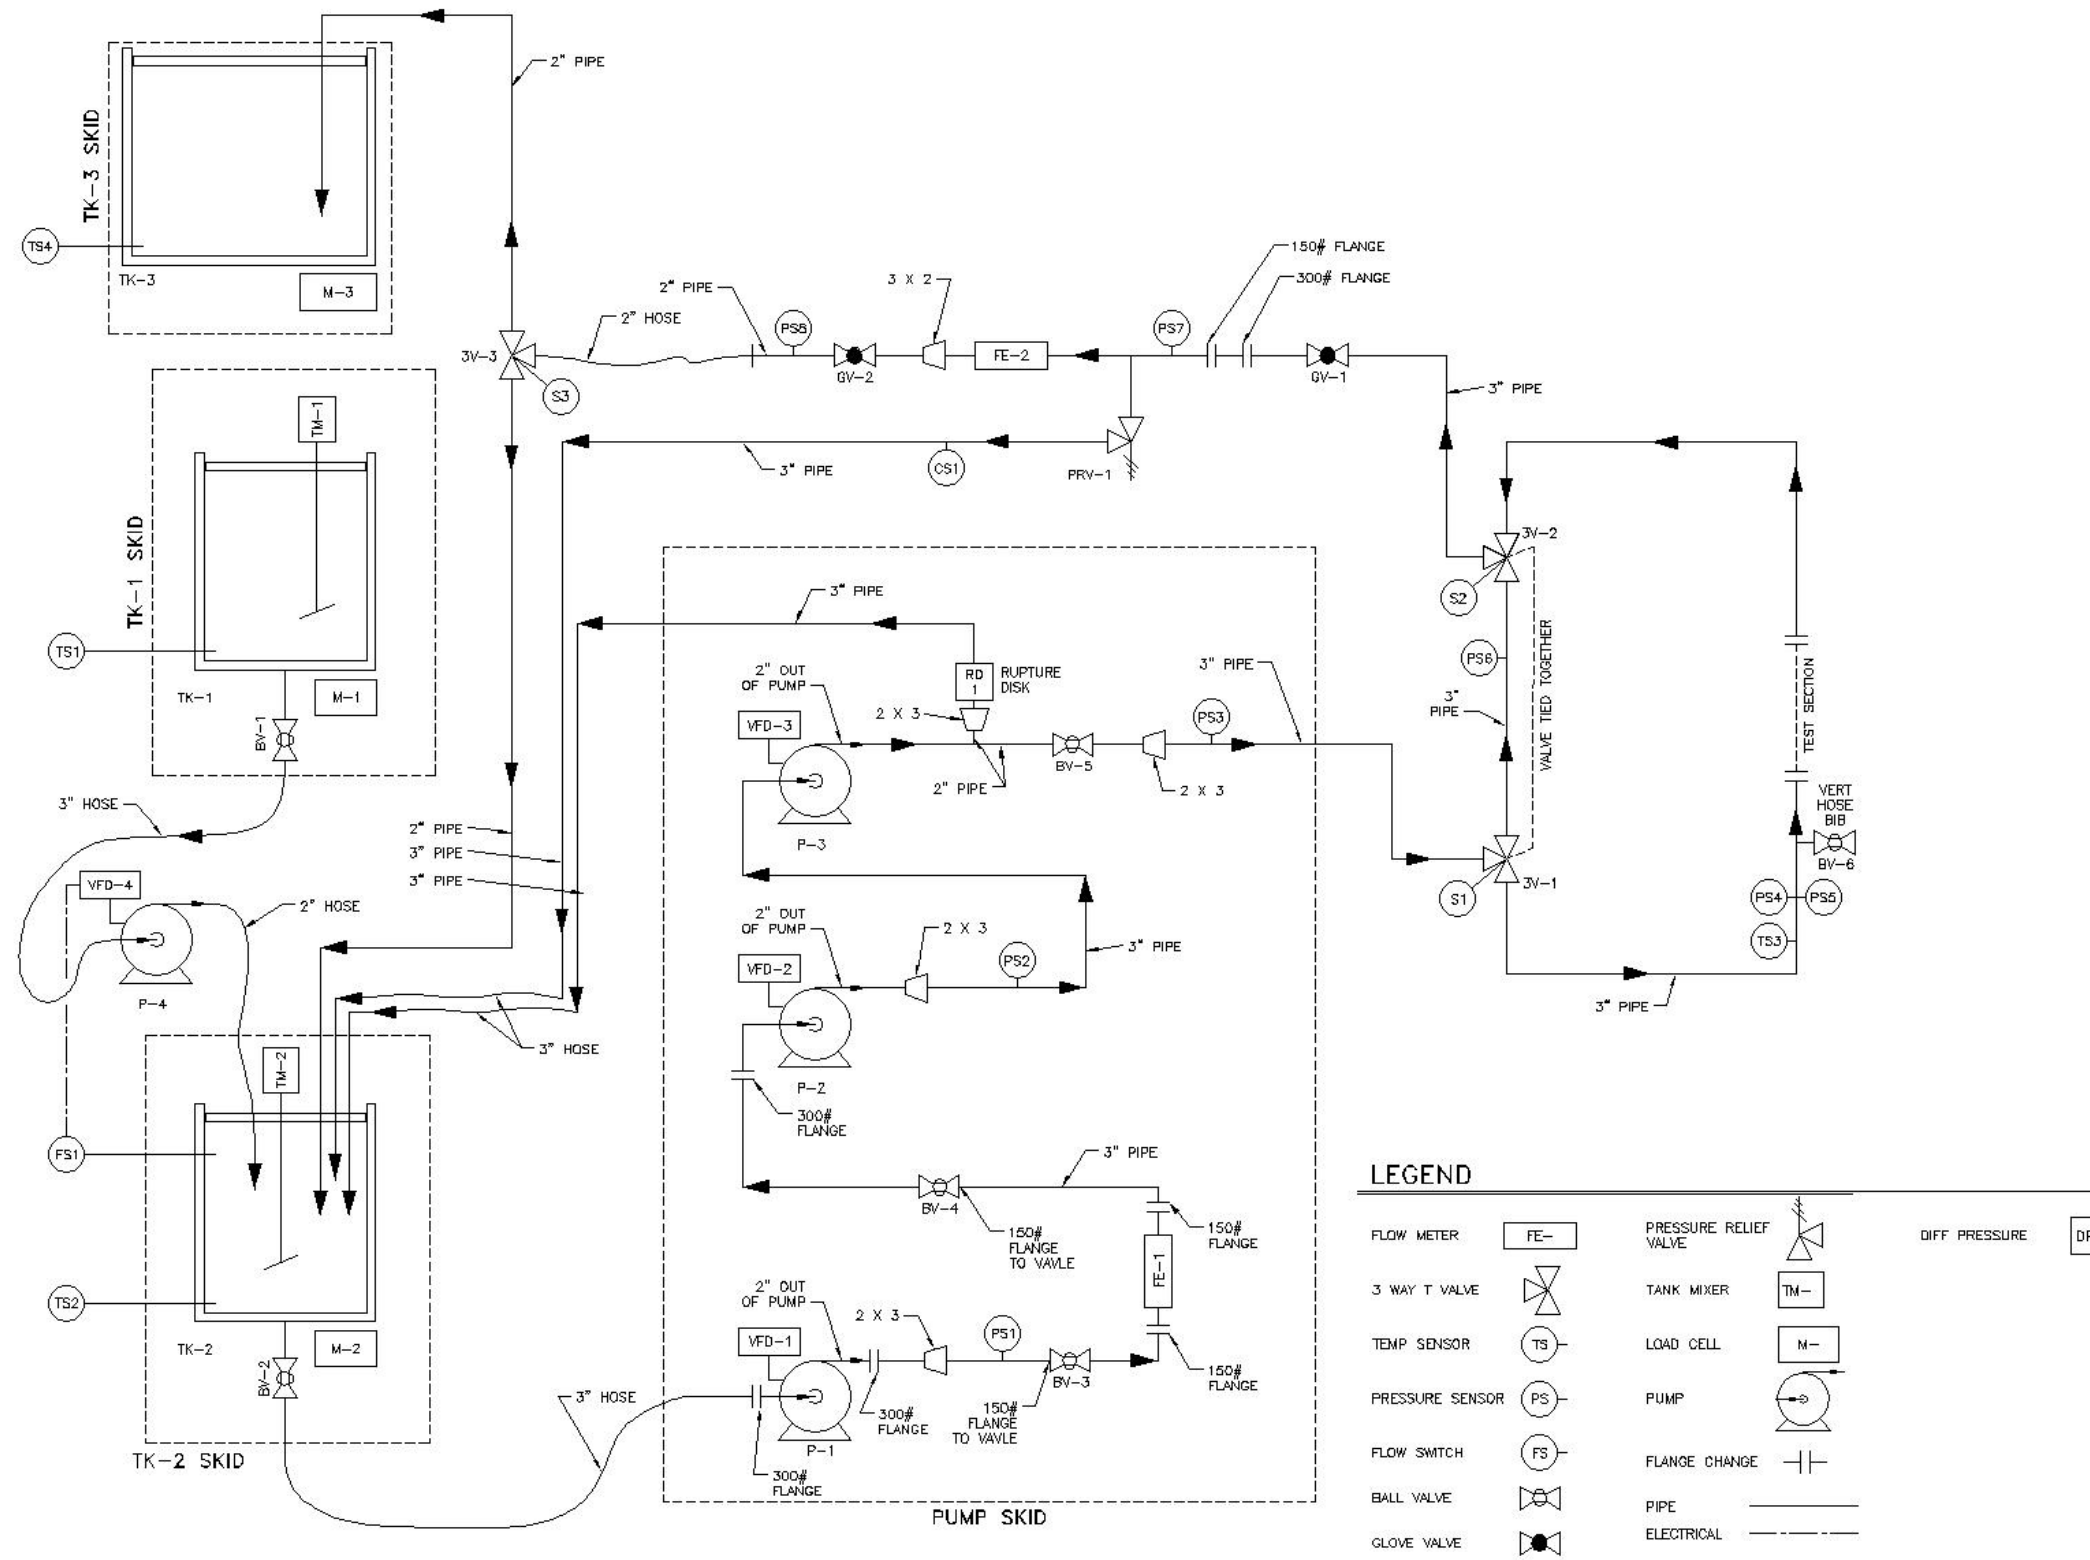 2" PIPE
TK-3 SKID
TS4
TK-3
M-3
150# FLANGE
300# FLANGE
3 X 2
2" PIPE
2" HOSE
PS8
PS7
3V-3
FE-2
GV-2
GV-1
S3
3" PIPE
TM-1
CS1
3" PIPE
PRV-1
TK-1 SKID
TS1
TK-1
M-1
BV-1
3V-2
S2
PS6
3"
PIPE
VALVE TIED TOGETHER
TEST SECTION
3" PIPE
RD
1
RUPTURE
DISK
2" OUT
OF PUMP
3" PIPE
VFD-3
2 X 3
PS3
BV-5
2" PIPE
2 X 3
P-3
VERT
HOSE
BIB
BV-6
3" HOSE
2" PIPE
3" PIPE
3" PIPE
VFD-4
2" HOSE
P-4
S1
3V-1
PS4
PS5
TS3
3" PIPE
2" OUT
OF PUMP
2 X 3
VFD-2
PS2
3" PIPE
P-2
3" HOSE
300#
FLANGE
TM-2
FS1
TS2
TK-2
M-2
BV-2
TK-2 SKID
3" PIPE
BV-4
150#
FLANGE
TO VAVLE
150#
FLANGE
FE-1
2" OUT
OF PUMP
2 X 3
VFD-1
PS1
BV-3
150#
FLANGE
3" HOSE
300#
FLANGE
150#
FLANGE
TO VAVLE
P-1
300#
FLANGE
PUMP SKID
LEGEND
FLOW METER
FE-
PRESSURE RELIEF
VALVE
DIFF PRESSURE
3 WAY T VALVE
TANK MIXER
TM-
TEMP SENSOR
TS
LOAD CELL
M-
PRESSURE SENSOR
PS
PUMP
FLOW SWITCH
FS
FLANGE CHANGE
BALL VALVE
PIPE
ELECTRICAL
GLOVE VALVE